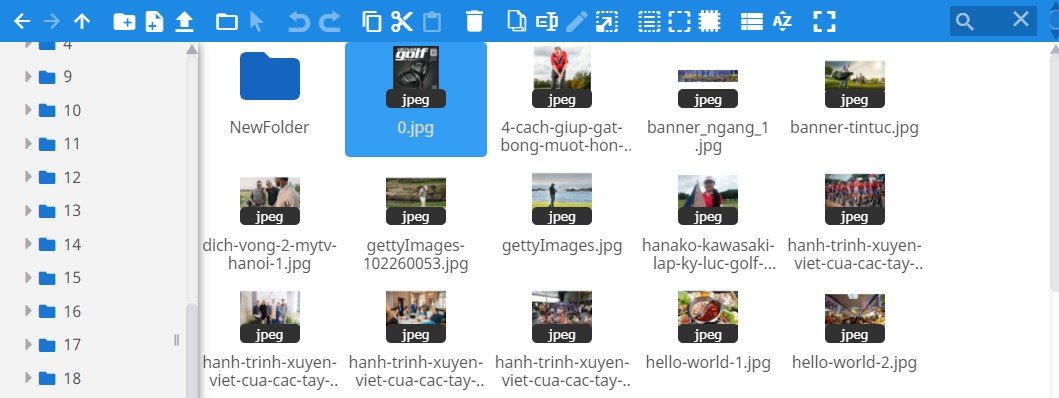 4
9
10
11
12
13
14
15
16
17
18
golf
jpeg
jpeg
jpeg
jpeg
NewFolder
0.jpg
4-cach-giup-gat-
bong-muot-hon-..
banner_ngang_1
.jpg
banner-tintuc.jpg
jpeg
jpeg
jpeg
jpeg
jpeg
dich-vong-2-mytv-
hanoi-1.jpg
gettyImages-
102260053.jpg
gettyImages.jpg
hanako-kawasaki-
lap-ky-luc-golf-...
hanh-trinh-xuyen-
viet-cua-cac-tay-..
jpeg
jpeg
jpeg
jpeg
jpeg
hanh-trinh-xuyen-
viet-cua-cac-tay-..
hanh-trinh-xuyen-
viet-cua-cac-tay-..
hanh-trinh-xuyen-
viet-cua-cac-tay-..
hello-world-1.jpg
hello-world-2.jpg